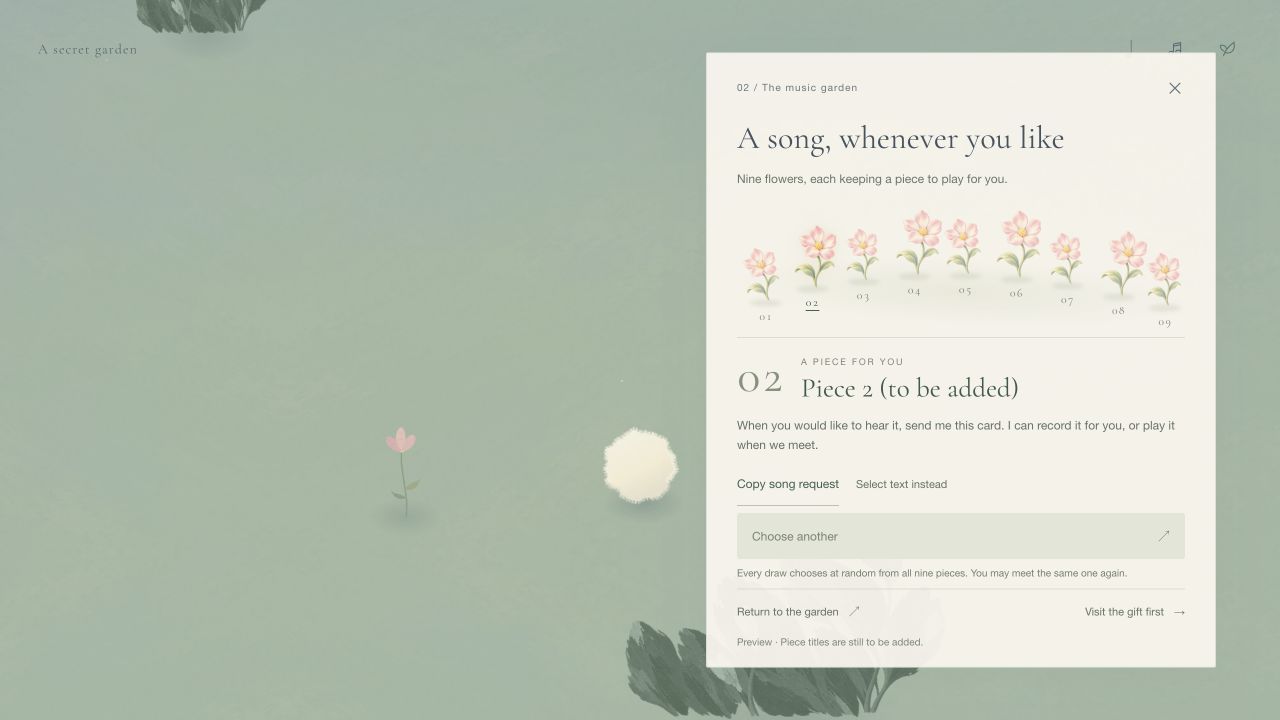 A secret garden
02 / The music garden
A song, whenever you like
Nine flowers, each keeping a piece to play for you.
01
02
03
04
05
06
07
08
09
02
A PIECE FOR YOU
Piece 2 (to be added)
When you would like to hear it, send me this card. I can record it for you, or play it
when we meet.
Copy song request
Select text instead
Choose another
Every draw chooses at random from all nine pieces. You may meet the same one again.
Return to the garden
Visit the gift first
Preview · Piece titles are still to be added.